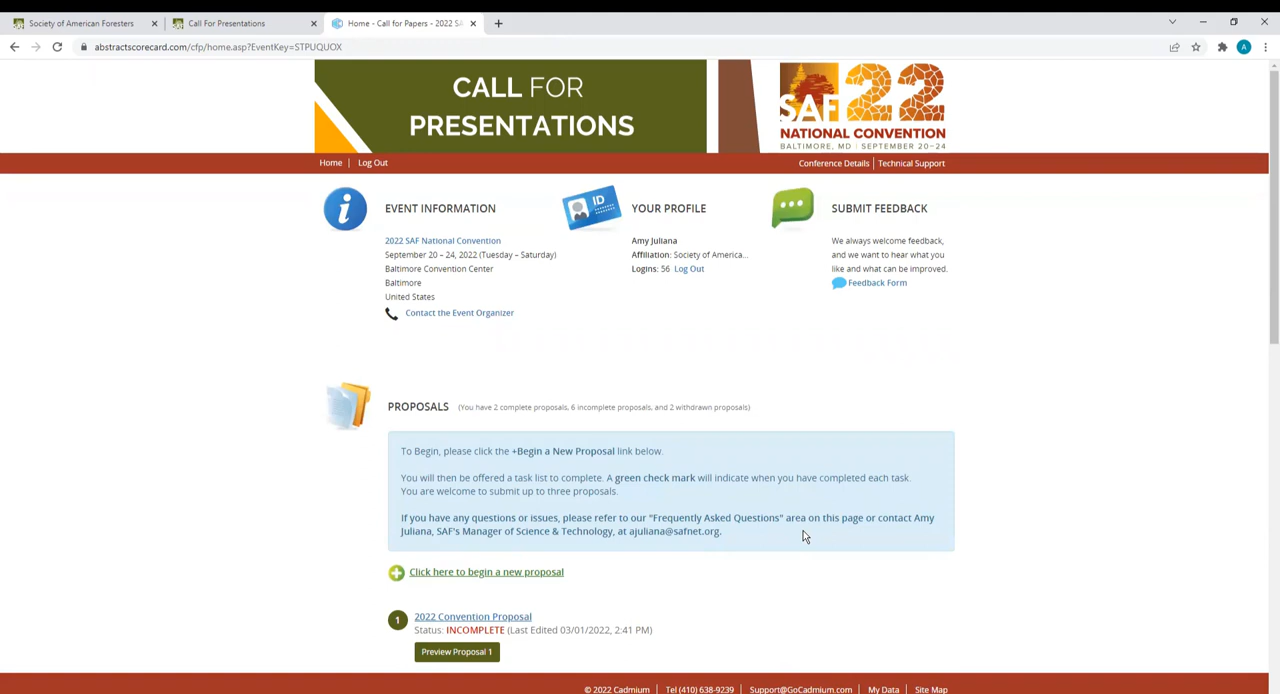 Society of American Foresters
Call For Presentations
Home - Call for Papers - 2022 SA
A
abstractscorecard.com/cfp/home.asp?EventKey=STPUQUOX
CALL FOR
PRESENTATIONS
SAF 22
NATIONAL CONVENTION
BALTIMORE, MD : SEPTEMBER 20-24
Home | Log Out
Conference Details | Technical Support
EVENT INFORMATION
2022 SAF National Convention
September 20 – 24, 2022 (Tuesday – Saturday)
Baltimore Convention Center
Baltimore
United States
Contact the Event Organizer
ID
YOUR PROFILE
Amy Juliana
Affiliation: Society of America...
Logins: 56 Log Out
SUBMIT FEEDBACK
We always welcome feedback,
and we want to hear what you
like and what can be improved.
Feedback Form
PROPOSALS (You have 2 complete proposals, 6 incomplete proposals, and 2 withdrawn proposals)
To Begin, please click the +Begin a New Proposal link below.
You will then be offered a task list to complete. A green check mark will indicate when you have completed each task.
You are welcome to submit up to three proposals.
If you have any questions or issues, please refer to our "Frequently Asked Questions" area on this page or contact Amy
Juliana, SAF's Manager of Science & Technology, at ajuliana@safnet.org.
Click here to begin a new proposal
1 2022 Convention Proposal
Status: INCOMPLETE (Last Edited 03/01/2022, 2:41 PM)
Preview Proposal 1
© 2022 Cadmium | Tel (410) 638-9239 | Support@GoCadmium.com | My Data | Site Map